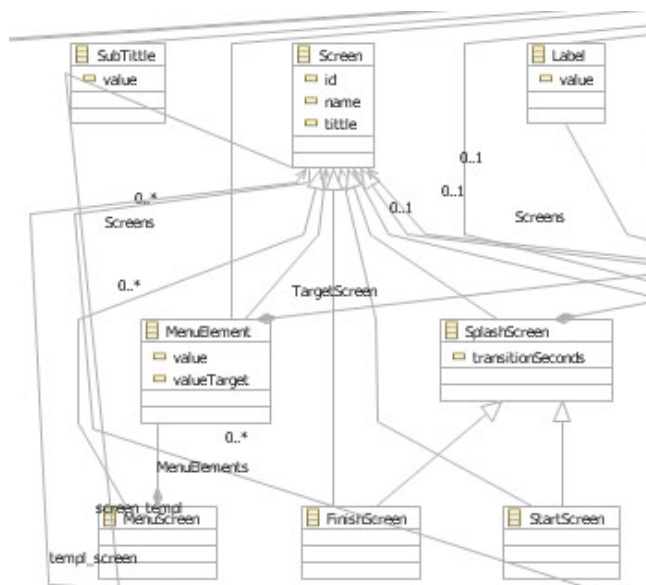 SubTittle
value
Screen
id
name
tittle
Label
value
0..1
0..1
0..*
0..1
Screens
Screens
0..*
TargetScreen
MenuElement
value
valueTarget
SplashScreen
transitionSeconds
0..*
MenuElements
screen_templ
MenuScreen
FinishScreen
StartScreen
templ_screen